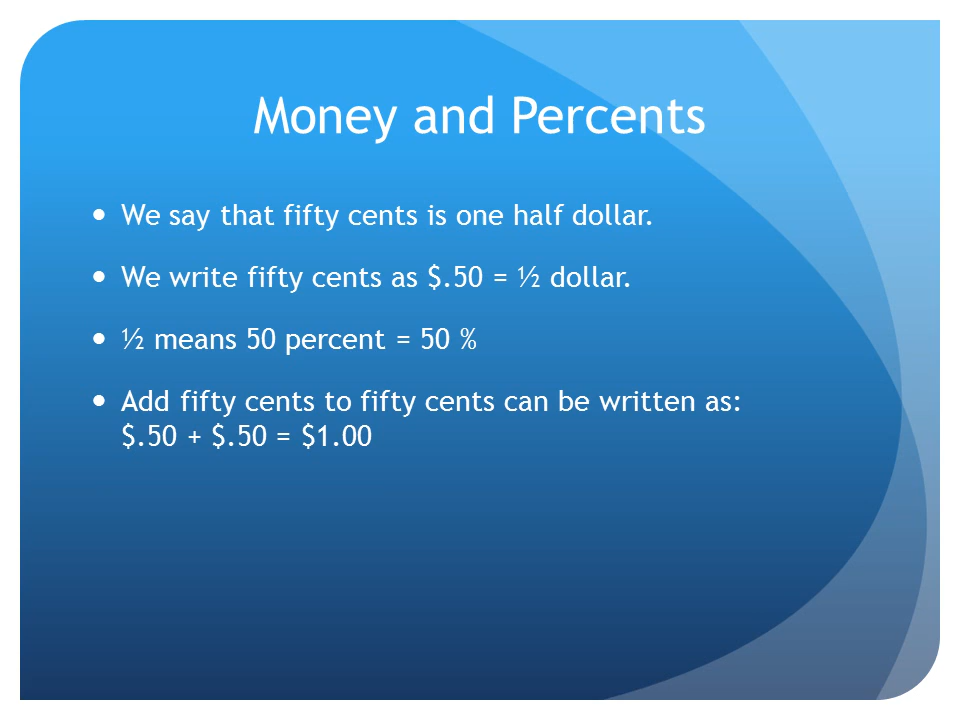 Money and Percents
• We say that fifty cents is one half dollar.
• We write fifty cents as $.50 = ½ dollar.
• ½ means 50 percent = 50 %
• Add fifty cents to fifty cents can be written as:
$.50 + $.50 = $1.00